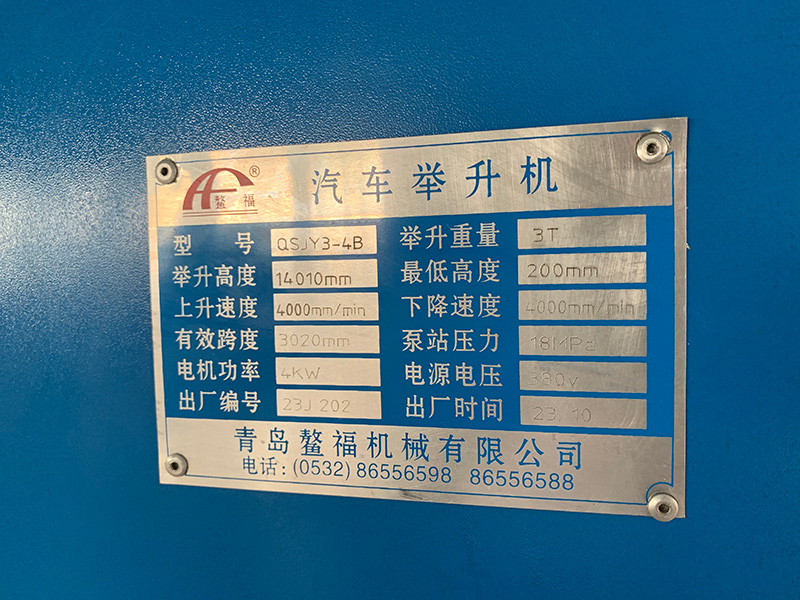 鳌福® 汽车举升机
型 号 QSJY3-4B 举升重量 3T
举升高度 14010mm 最低高度 200mm
上升速度 4000mm/min 下降速度 4000mm/min
有效跨度 3020mm 泵站压力 18MPa
电机功率 4KW 电源电压 380v
出厂编号 23J 202 出厂时间 23.10
青岛鳌福机械有限公司
电话: (0532) 86556598 86556588